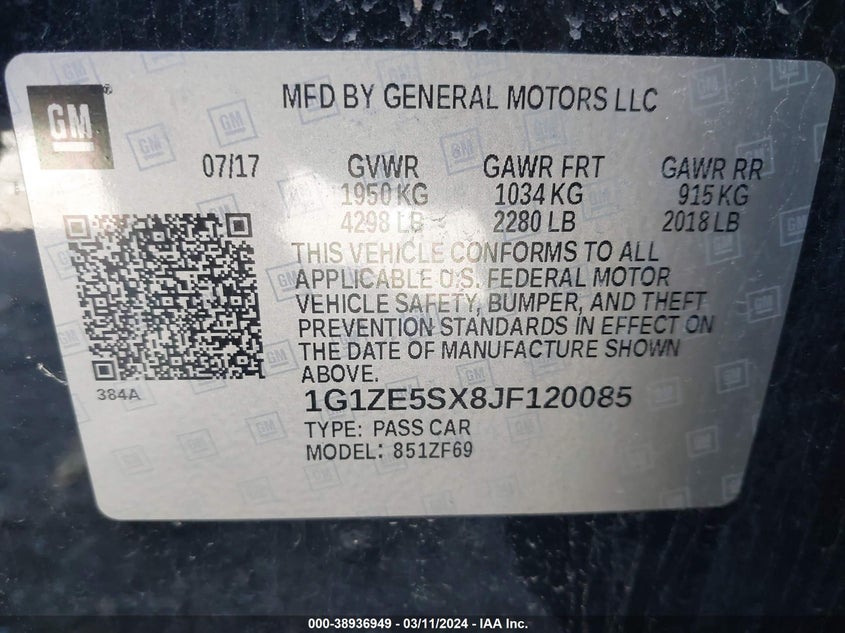 GM
MFD BY GENERAL MOTORS LLC
07/17 GVWR GAWR FRT GAWR RR
1950 KG 1034 KG 915 KG
4298 LB 2280 LB 2018 LB
THIS VEHICLE CONFORMS TO ALL
APPLICABLE U.S. FEDERAL MOTOR
VEHICLE SAFETY, BUMPER, AND THEFT
PREVENTION STANDARDS IN EFFECT ON
THE DATE OF MANUFACTURE SHOWN
ABOVE.
384A
1G1ZE5SX8JF120085
TYPE: PASS CAR
MODEL: 851ZF69
000-38936949 - 03/11/2024 - IAA Inc.